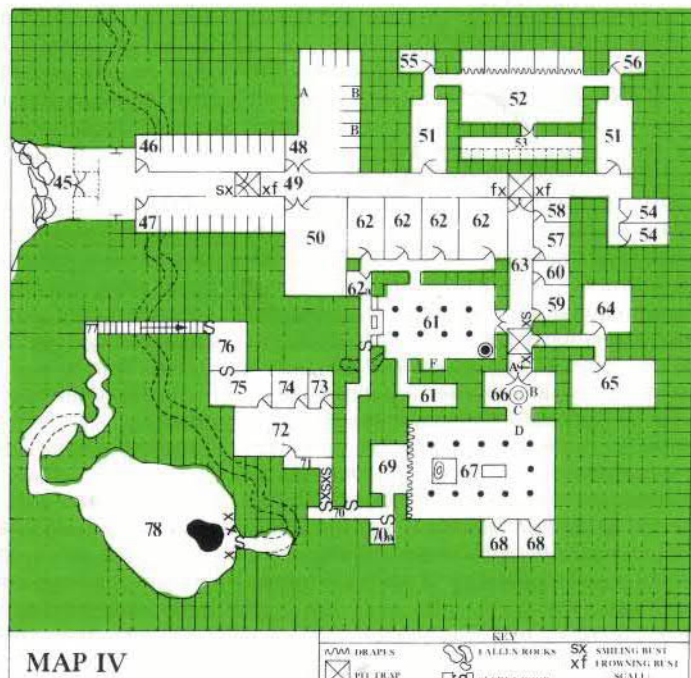 55
56
A
B
52
B
46
48
51
53
51
45
sx xf
49
fx xf
47
50
62
62
62
62
58
54
57
54
63
60
62a
59
61
64
77
S
xs
76
S
F
A
65
S
61
66
B
75
74
73
C
D
72
71
69
67
SXSXS
78
X
70
S
S
X
S
70a
68
68
X
KEY
MAP IV
DRAPES
FALLEN ROCKS
SX SMILING BUST
xf FROWNING BUST
PIT TRAP
SCALE: